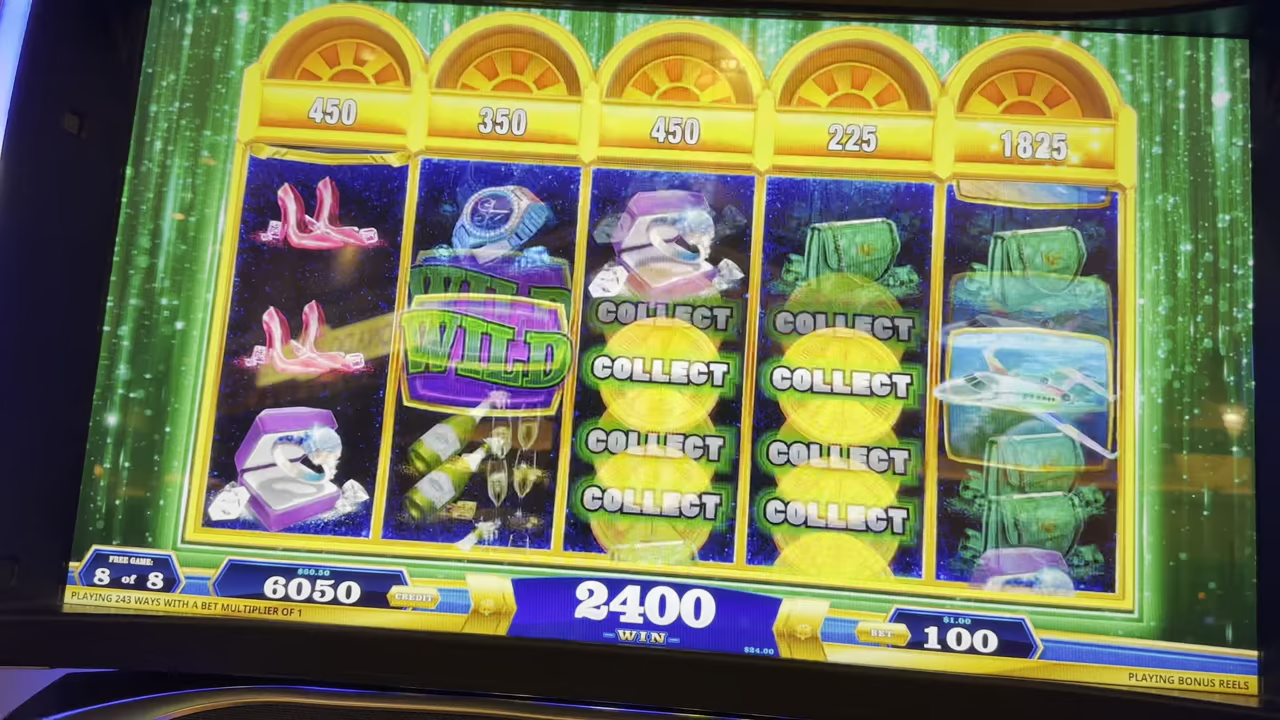 450
350
450
225
1825
WILD
WILD
COLLECT
COLLECT
COLLECT
COLLECT
COLLECT
COLLECT
COLLECT
COLLECT
FREE GAME:
8 of 8
$60.50
6050
CREDIT
2400
WIN
$24.00
BET
$1.00
100
PLAYING 243 WAYS WITH A BET MULTIPLIER OF 1
PLAYING BONUS REELS